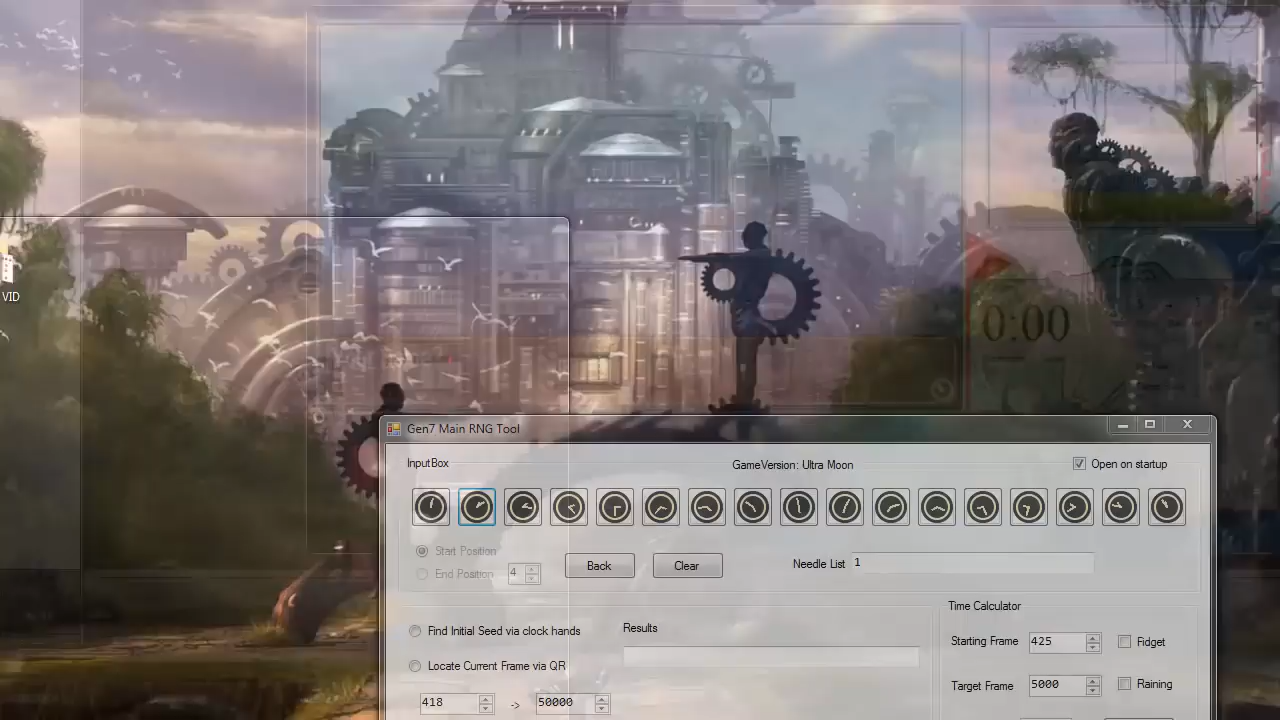 VID
0:00
Gen7 Main RNG Tool
InputBox
GameVersion: Ultra Moon
Open on startup
Start Position
End Position 4
Back
Clear
Needle List 1
Find Initial Seed via clock hands
Results
Locate Current Frame via QR
418 -> 50000
Time Calculator
Starting Frame 425
Fidget
Target Frame 5000
Raining